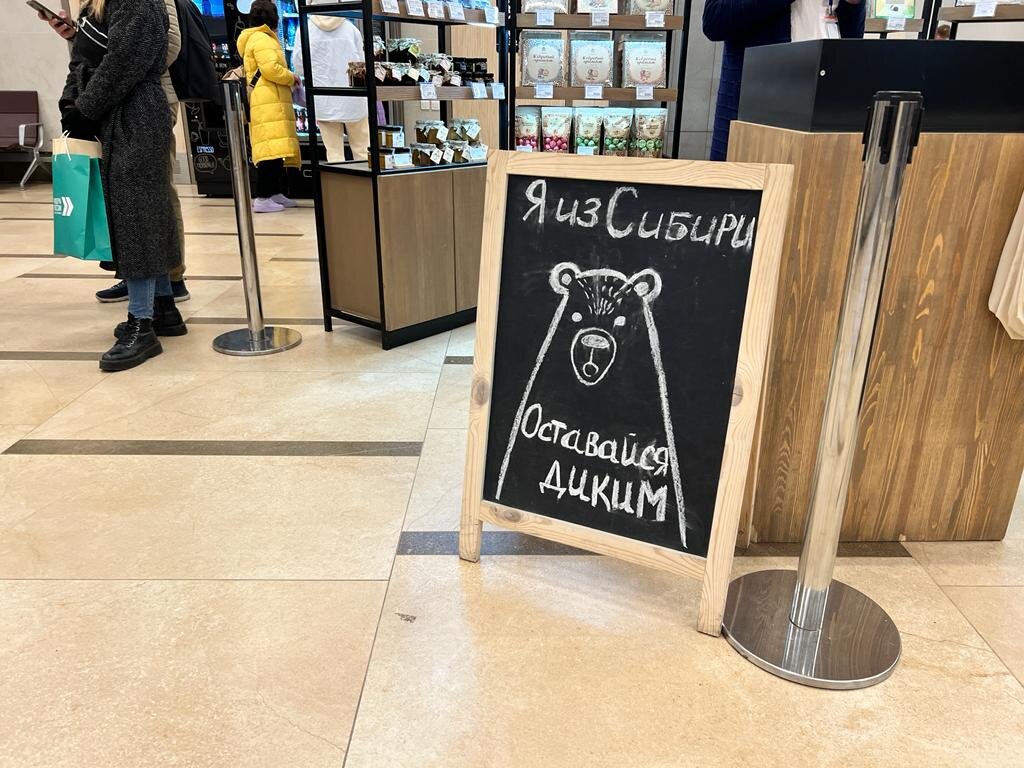 Я из Сибири
Оставайся
диким